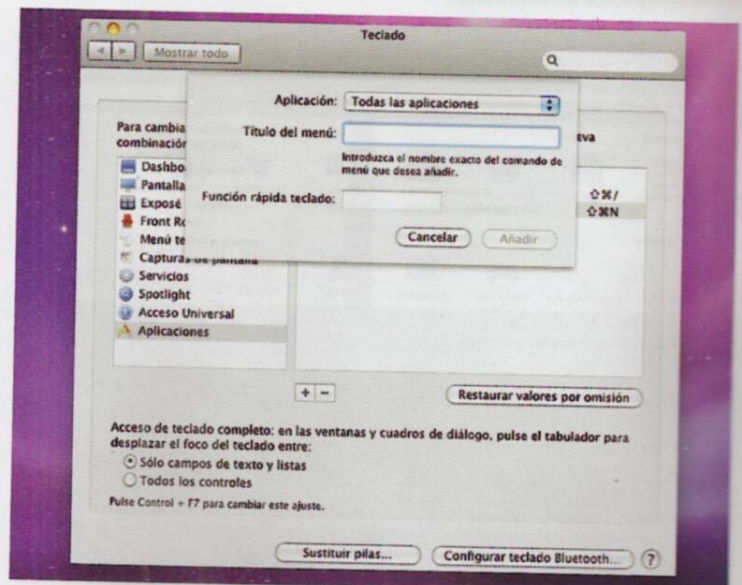 Teclado
Mostrar todo
Aplicación: Todas las aplicaciones
Título del menú:
Introduzca el nombre exacto del comando de
menú que desea añadir.
Función rápida teclado:
Cancelar Añadir
Para cambia
combinación
eva
Dashbo
Pantalla
Exposé
Front Ro
Menú te
Capturas de pantalla
Servicios
Spotlight
Acceso Universal
Aplicaciones
⇧⌘/
⇧⌘N
+ -
Restaurar valores por omisión
Acceso de teclado completo: en las ventanas y cuadros de diálogo, pulse el tabulador para
desplazar el foco del teclado entre:
Sólo campos de texto y listas
Todos los controles
Pulse Control + F7 para cambiar este ajuste.
Sustituir pilas... Configurar teclado Bluetooth... ?